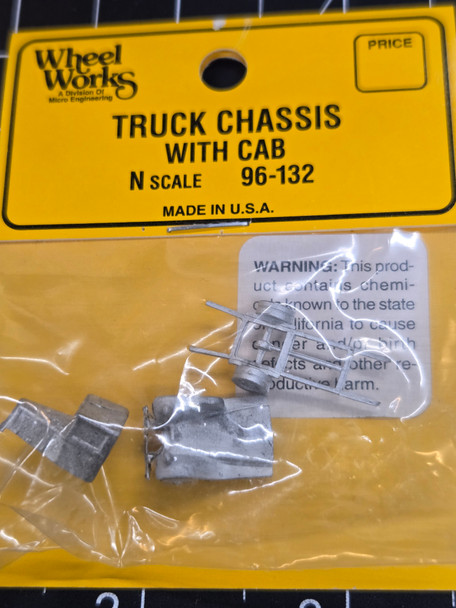 Wheel
Works
A Division Of
Micro Engineering
PRICE
TRUCK CHASSIS
WITH CAB
N SCALE 96-132
MADE IN U.S.A.
WARNING: This prod-
uct contains chemi-
cals known to the state
of California to cause
cancer and/or birth
defects and other re-
productive harm.
2 3